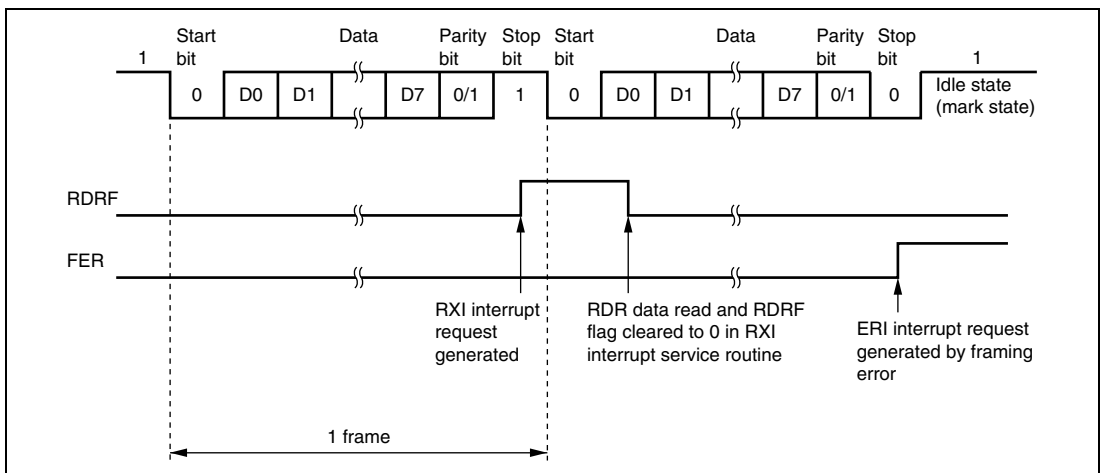 Start bit
Data
Parity bit
Stop bit
Start bit
Data
Parity bit
Stop bit
1
1
0
D0
D1
D7
0/1
1
0
D0
D1
D7
0/1
0
Idle state
(mark state)
RDRF
FER
RXI interrupt
request
generated
RDR data read and RDRF
flag cleared to 0 in RXI
interrupt service routine
ERI interrupt request
generated by framing
error
1 frame